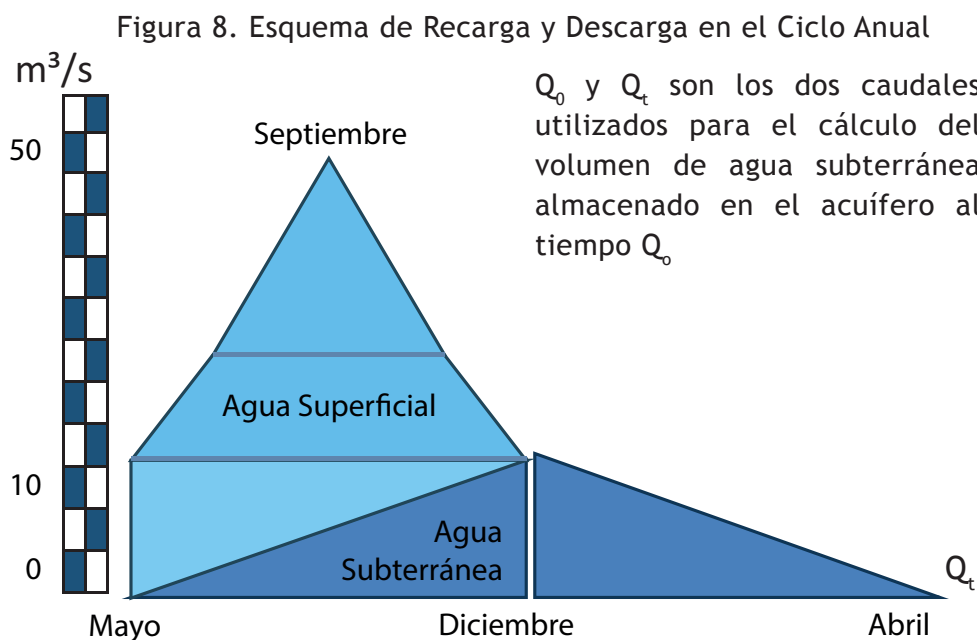 Figura 8. Esquema de Recarga y Descarga en el Ciclo Anual
m³/s
Q₀ y Qₜ son los dos caudales
utilizados para el cálculo del
volumen de agua subterránea
almacenado en el acuífero al
tiempo Qₒ
Septiembre
50
Agua Superficial
10
Agua
Subterránea
0
Qₜ
Mayo
Diciembre
Abril